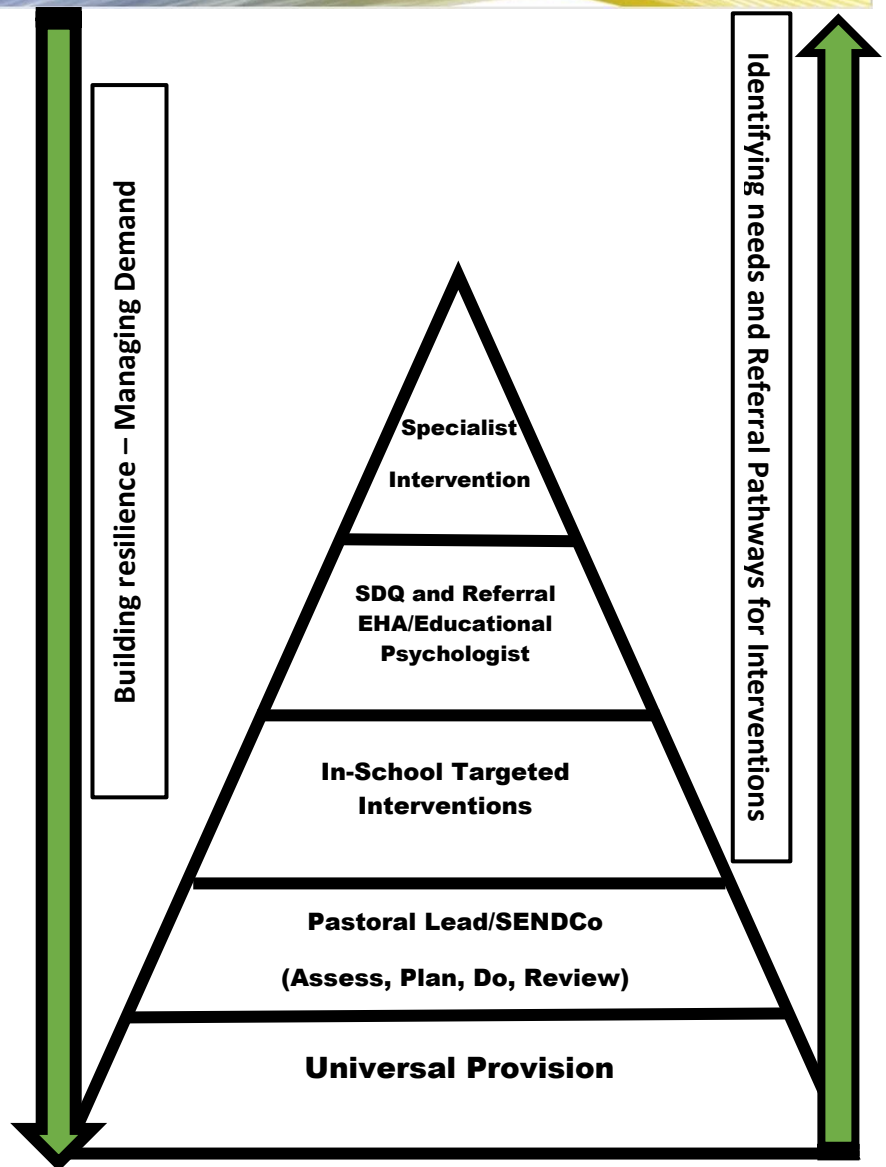 Building resilience – Managing Demand
Identifying needs and Referral Pathways for Interventions
Specialist
Intervention
SDQ and Referral
EHA/Educational
Psychologist
In-School Targeted
Interventions
Pastoral Lead/SENDCo
(Assess, Plan, Do, Review)
Universal Provision